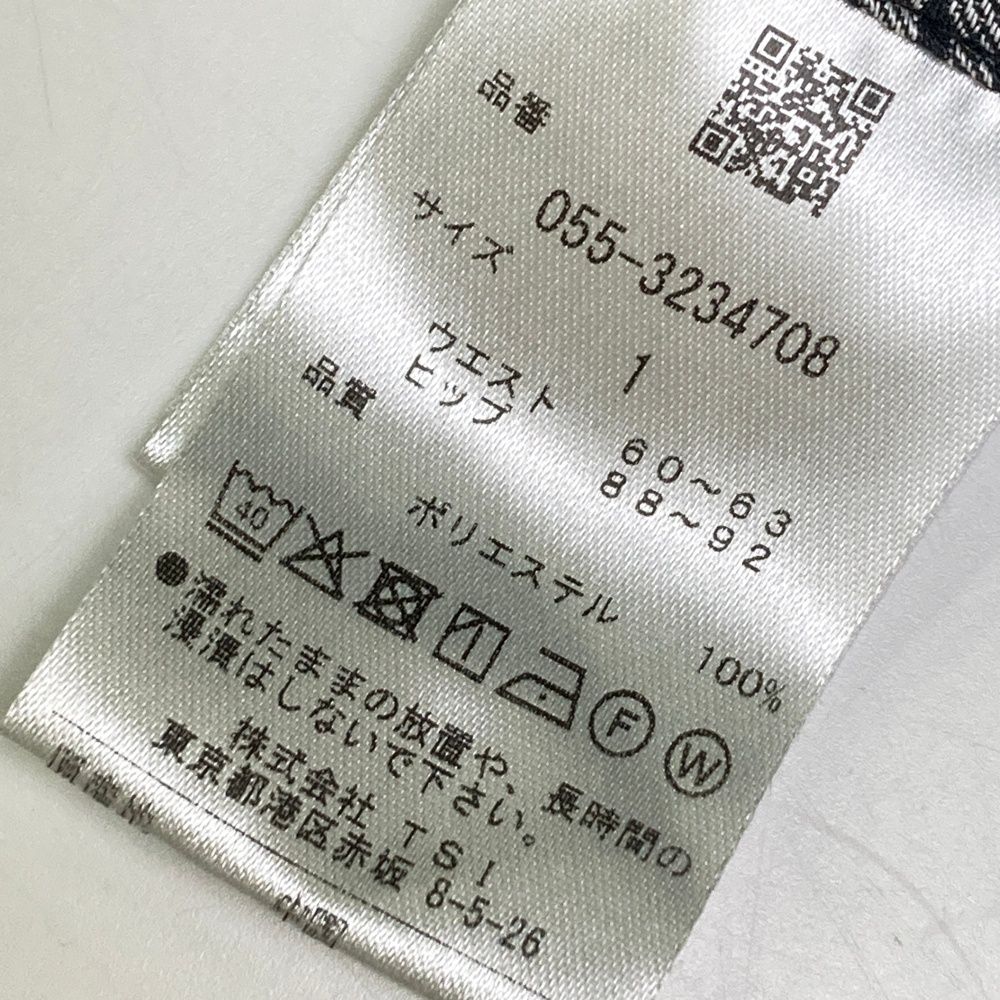 品番
055-3234708
サイズ
1
ウエスト 60〜63
ヒップ 88〜92
品質
ポリエステル 100%
40
F
W
●濡れたままの放置や、長時間の
浸漬はしないで下さい。
株式会社 TSI
東京都港区赤坂 8-5-26